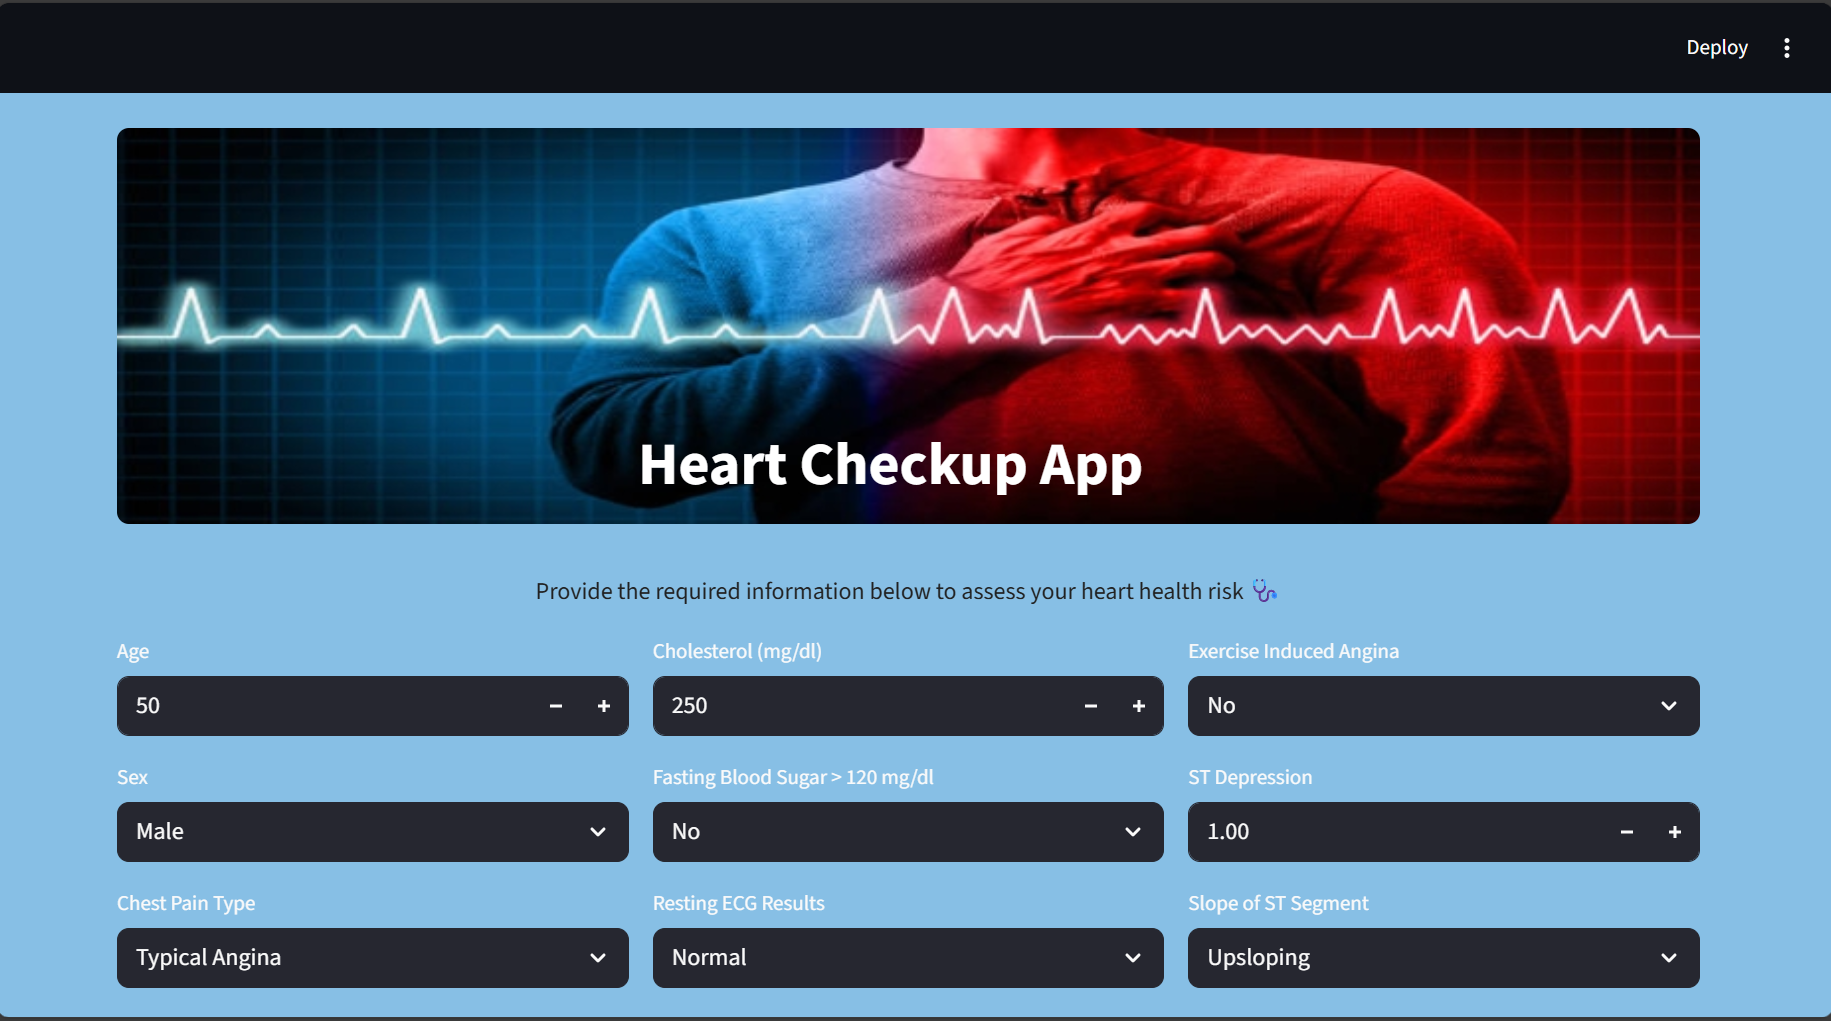 Deploy
Heart Checkup App
Provide the required information below to assess your heart health risk 🩺
Age
Cholesterol (mg/dl)
Exercise Induced Angina
50
250
No
Sex
Fasting Blood Sugar > 120 mg/dl
ST Depression
Male
No
1.00
Chest Pain Type
Resting ECG Results
Slope of ST Segment
Typical Angina
Normal
Upsloping